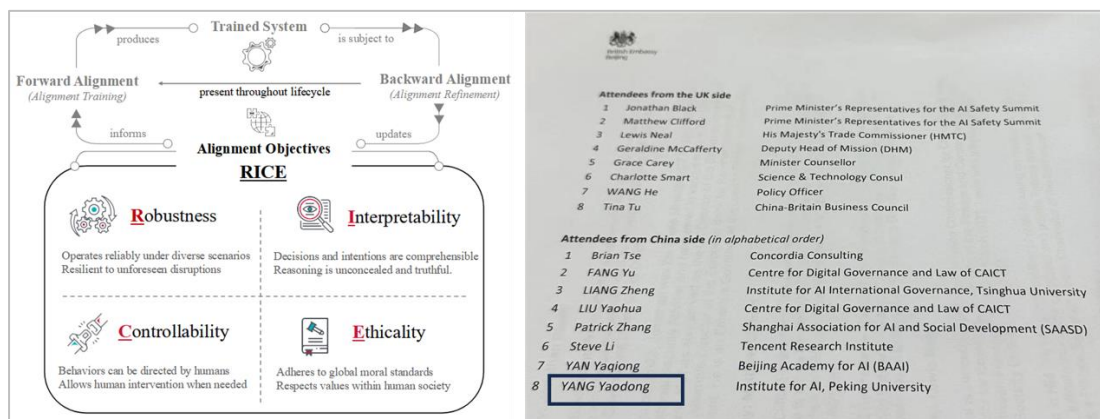 Trained System
produces
is subject to
Forward Alignment
(Alignment Training)
Backward Alignment
(Alignment Refinement)
present throughout lifecycle
informs
updates
Alignment Objectives
RICE
Robustness
Operates reliably under diverse scenarios
Resilient to unforeseen disruptions
Interpretability
Decisions and intentions are comprehensible
Reasoning is unconcealed and truthful.
Controllability
Behaviors can be directed by humans
Allows human intervention when needed
Ethicality
Adheres to global moral standards
Respects values within human society
British Embassy
Beijing
Attendees from the UK side
1 Jonathan Black Prime Minister's Representatives for the AI Safety Summit
2 Matthew Clifford Prime Minister's Representatives for the AI Safety Summit
3 Lewis Neal His Majesty's Trade Commissioner (HMTC)
4 Geraldine McCafferty Deputy Head of Mission (DHM)
5 Grace Carey Minister Counsellor
6 Charlotte Smart Science & Technology Consul
7 WANG He Policy Officer
8 Tina Tu China-Britain Business Council
Attendees from China side (in alphabetical order)
1 Brian Tse Concordia Consulting
2 FANG Yu Centre for Digital Governance and Law of CAICT
3 LIANG Zheng Institute for AI International Governance, Tsinghua University
4 LIU Yaohua Centre for Digital Governance and Law of CAICT
5 Patrick Zhang Shanghai Association for AI and Social Development (SAASD)
6 Steve Li Tencent Research Institute
7 YAN Yaqiong Beijing Academy for AI (BAAI)
8 YANG Yaodong Institute for AI, Peking University